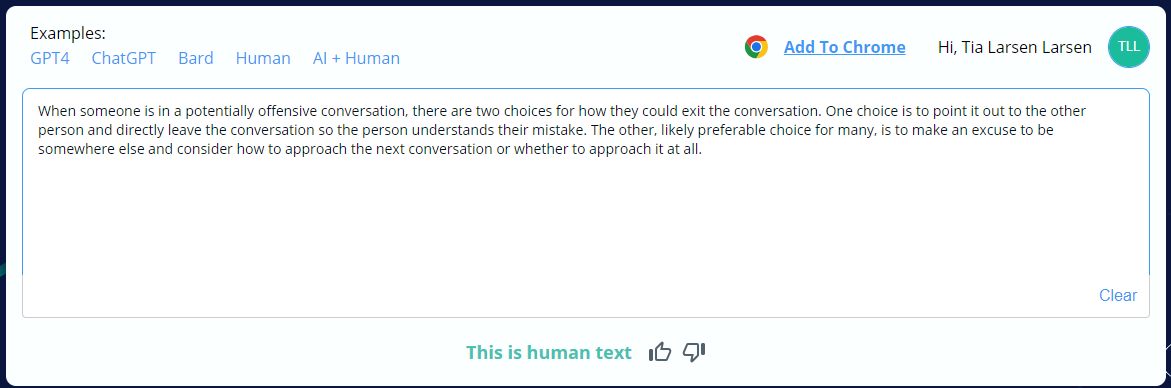 Examples:
GPT4 ChatGPT Bard Human AI + Human
Add To Chrome Hi, Tia Larsen Larsen TLL
When someone is in a potentially offensive conversation, there are two choices for how they could exit the conversation. One choice is to point it out to the other
person and directly leave the conversation so the person understands their mistake. The other, likely preferable choice for many, is to make an excuse to be
somewhere else and consider how to approach the next conversation or whether to approach it at all.
Clear
This is human text